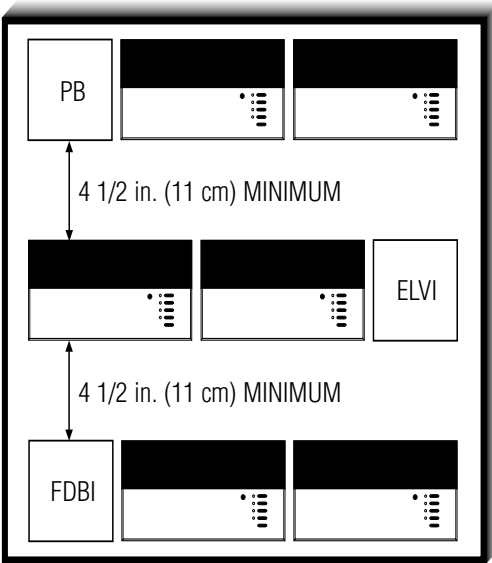 PB
4 1/2 in. (11 cm) MINIMUM
ELVI
4 1/2 in. (11 cm) MINIMUM
FDBI